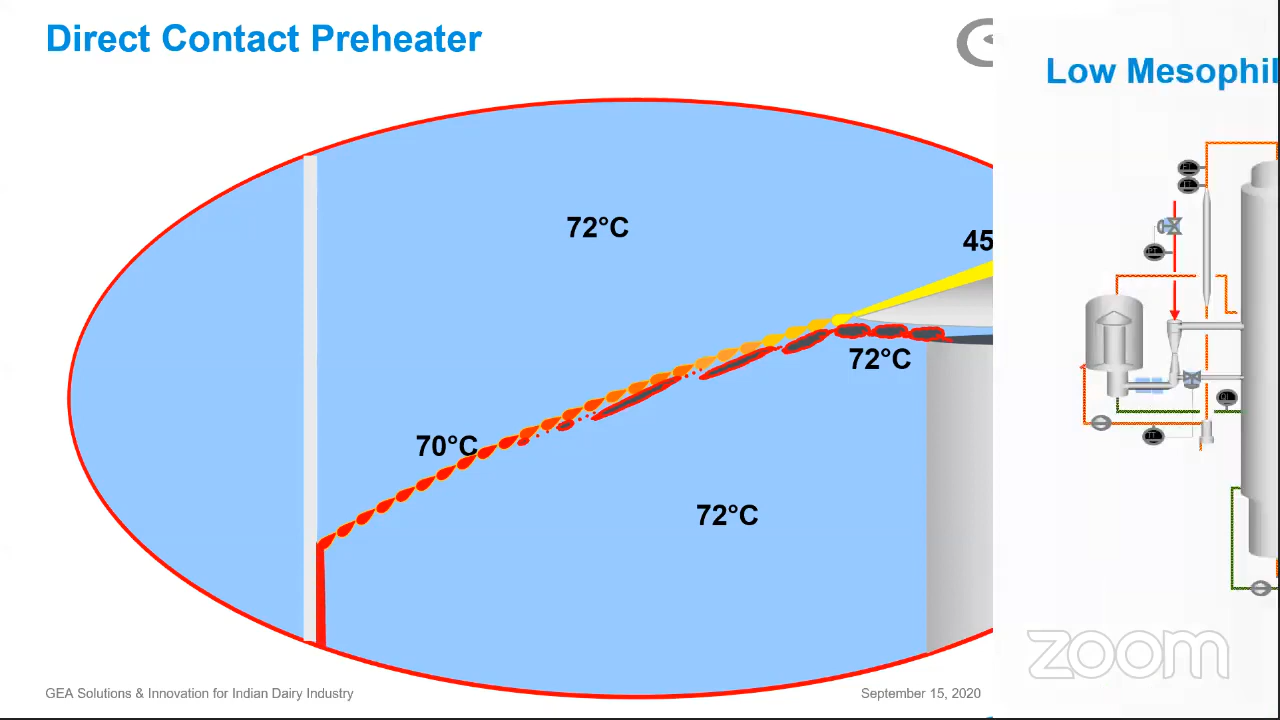 Direct Contact Preheater
Low Mesophil
72°C
45
72°C
70°C
72°C
GEA Solutions & Innovation for Indian Dairy Industry
September 15, 2020
zoom